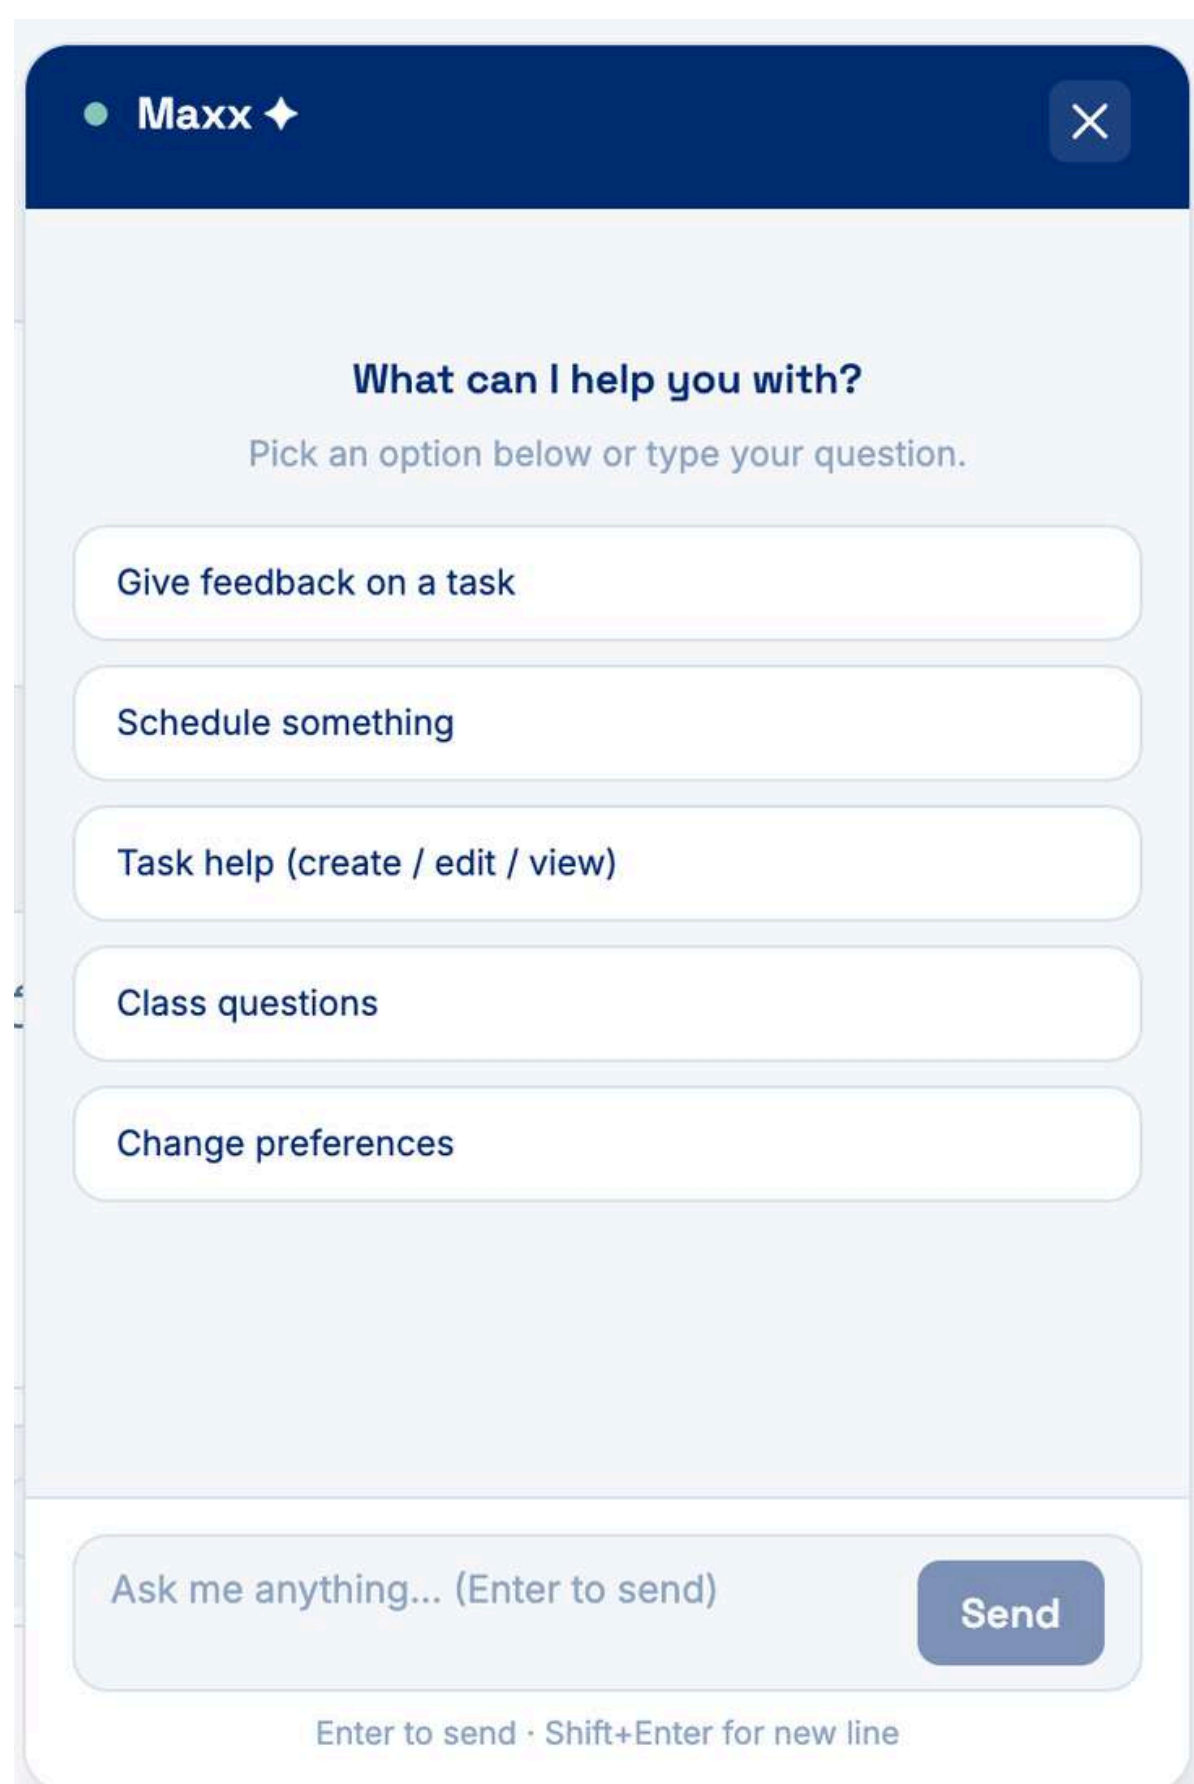 Maxx ✦
What can I help you with?
Pick an option below or type your question.
Give feedback on a task
Schedule something
Task help (create / edit / view)
Class questions
Change preferences
Ask me anything... (Enter to send)
Send
Enter to send · Shift+Enter for new line